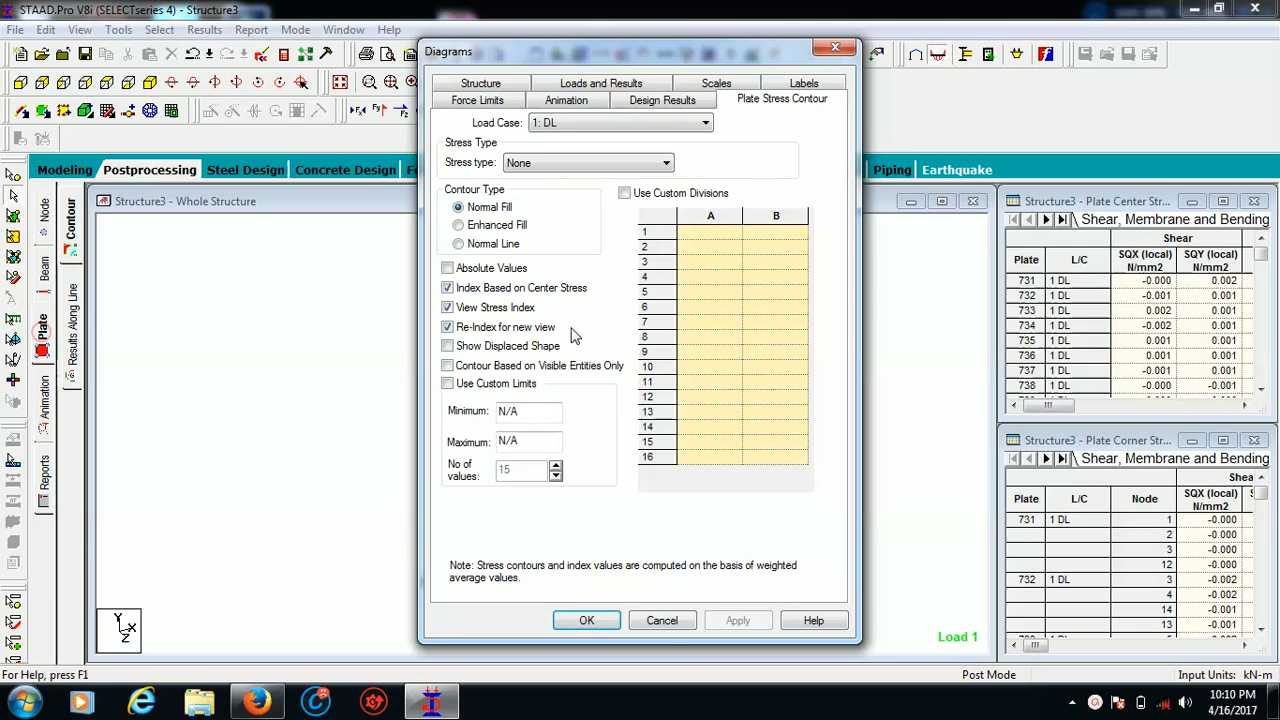 STAAD.Pro V8i (SELECTseries 4) - Structure3
File Edit View Tools Select Results Report Mode Window Help
Modeling Postprocessing Steel Design Concrete Design Piping Earthquake
Node
Beam
Plate
Animation
Reports
Contour
Results Along Line
Structure3 - Whole Structure
Y
X
Z
Load 1
Diagrams
Structure Loads and Results Scales Labels
Force Limits Animation Design Results Plate Stress Contour
Load Case: 1: DL
Stress Type
Stress type: None
Contour Type
Normal Fill
Enhanced Fill
Normal Line
Use Custom Divisions
A B
1
2
3
4
5
6
7
8
9
10
11
12
13
14
15
16
Absolute Values
Index Based on Center Stress
View Stress Index
Re-Index for new view
Show Displaced Shape
Contour Based on Visible Entities Only
Use Custom Limits
Minimum: N/A
Maximum: N/A
No of values: 15
Note: Stress contours and index values are computed on the basis of weighted
average values.
OK Cancel Apply Help
Structure3 - Plate Center Str...
Shear, Membrane and Bending
Shear
Plate L/C SQX (local) N/mm2 SQY (local) N/mm2
731 1 DL -0.000 0.002
732 1 DL -0.001 0.001
733 1 DL 0.002 0.001
734 1 DL -0.002 0.001
735 1 DL -0.001 -0.001
736 1 DL -0.001 -0.001
737 1 DL -0.001 -0.001
738 1 DL -0.000 -0.001
Structure3 - Plate Corner Str...
Shear, Membrane and Bending
Shea
Plate L/C Node SQX (local) N/mm2
731 1 DL 1 -0.000
2 -0.000
3 -0.000
12 -0.000
732 1 DL 3 -0.002
4 -0.002
14 -0.001
13 -0.001
For Help, press F1
Post Mode
Input Units: kN-m
10:10 PM
4/16/2017